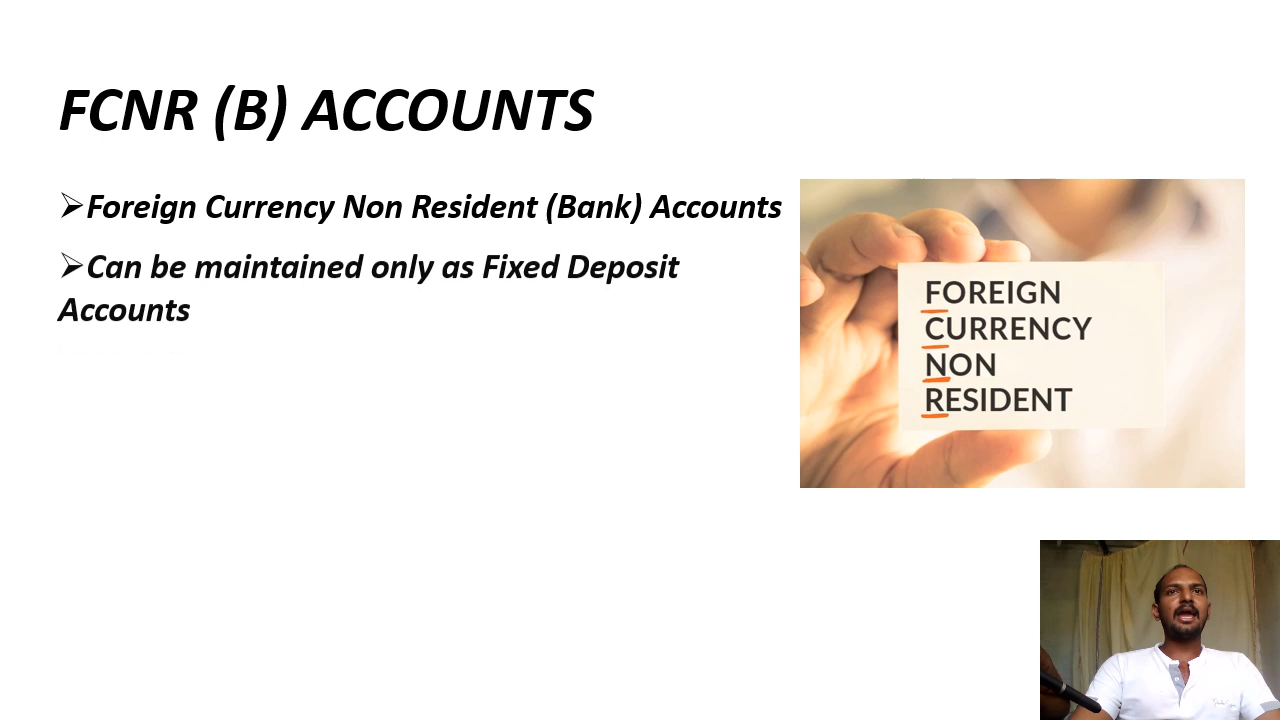 FCNR (B) ACCOUNTS
➢Foreign Currency Non Resident (Bank) Accounts
➢Can be maintained only as Fixed Deposit
Accounts
FOREIGN
CURRENCY
NON
RESIDENT